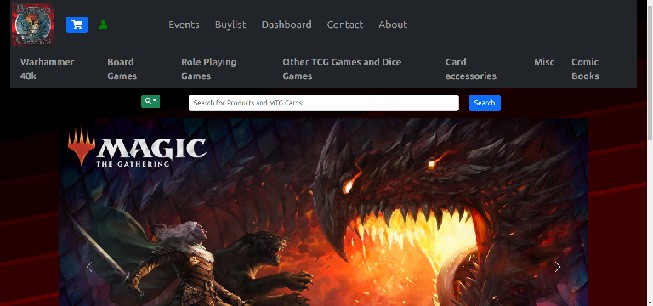 Events Buylist Dashboard Contact About
Warhammer 40k
Board Games
Role Playing Games
Other TCG Games and Dice Games
Card accessories
Misc
Comic Books
Search for Products and MTG Cards
Search
MAGIC
THE GATHERING